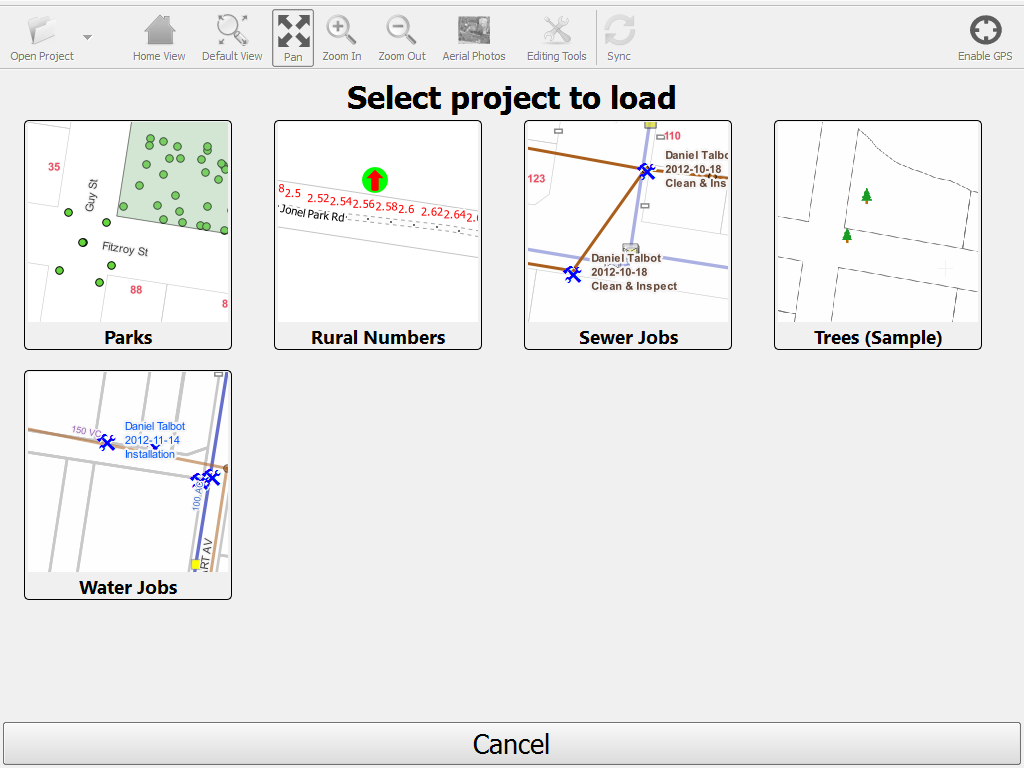 Open Project
Home View
Default View
Pan
Zoom In
Zoom Out
Aerial Photos
Editing Tools
Sync
Enable GPS
Select project to load
35
Guy St
Fitzroy St
88
8
Parks
8 2.5 2.52 2.54 2.56 2.58 2.6 2.62 2.64 2.
Jonel Park Rd
Rural Numbers
110
Daniel Talbo
2012-10-18
Clean & Ins
123
Daniel Talbot
2012-10-18
Clean & Inspect
Sewer Jobs
Trees (Sample)
150 VC
Daniel Talbot
2012-11-14
Installation
100 AC
RT AV
Water Jobs
Cancel